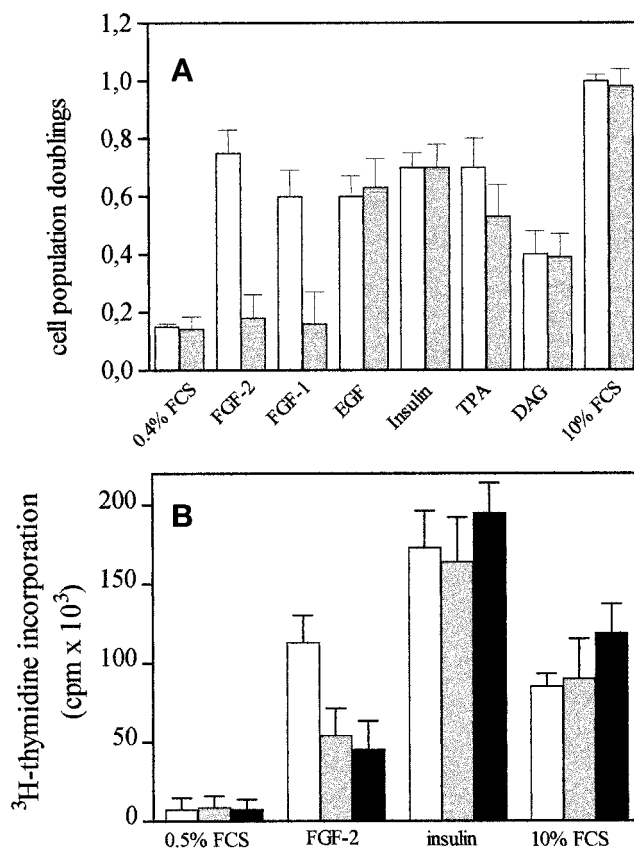 A
cell population doublings
1,2
1,0
0,8
0,6
0,4
0,2
0,0
0.4% FCS
FGF-2
FGF-1
EGF
Insulin
TPA
DAG
10% FCS
B
³H-thymidine incorporation
(cpm x 10³)
200
150
100
50
0
0.5% FCS
FGF-2
insulin
10% FCS